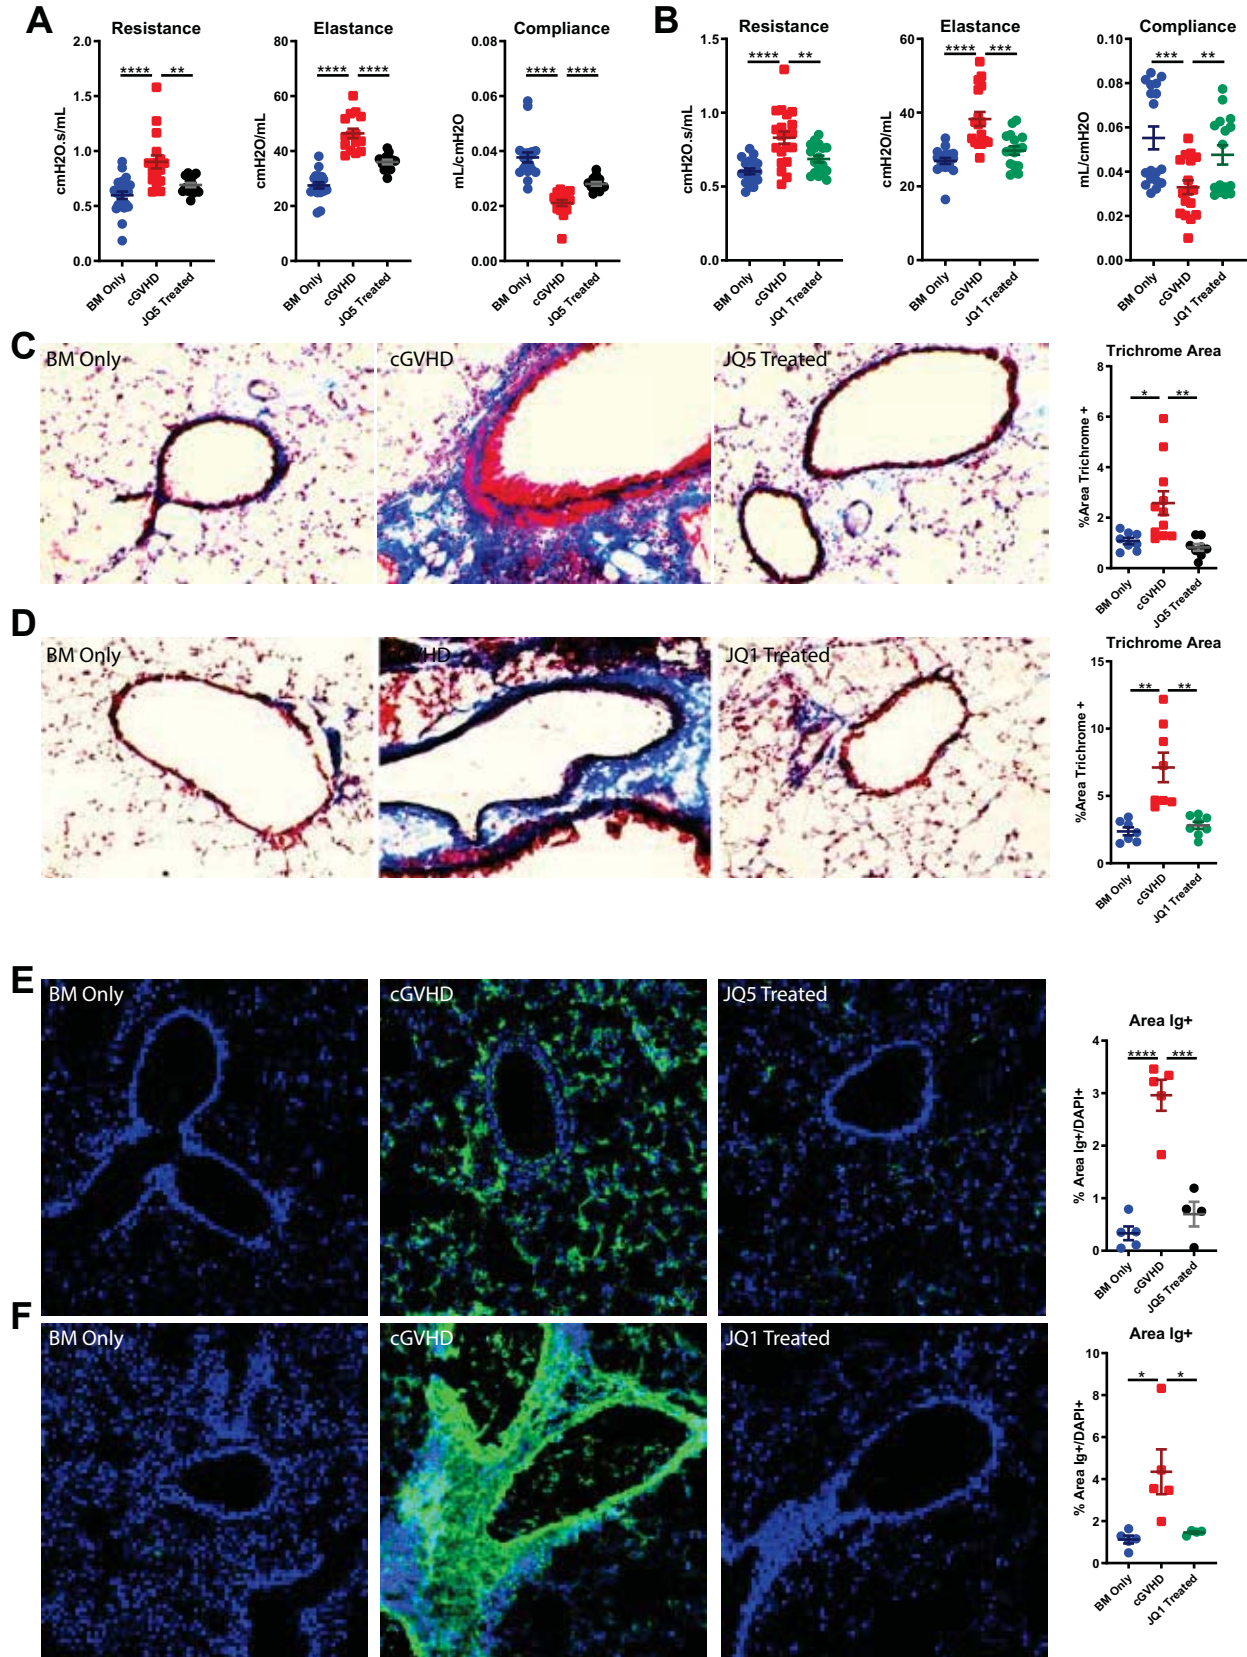 A
Resistance
cmH2O.s/mL
2.0
1.5
1.0
0.5
0.0
****
**
BM Only
cGVHD
JQ5 Treated
Elastance
cmH2O/mL
80
60
40
20
0
****
****
BM Only
cGVHD
JQ5 Treated
Compliance
mL/cmH2O
0.08
0.06
0.04
0.02
0.00
****
****
BM Only
cGVHD
JQ5 Treated
B
Resistance
cmH2O.s/mL
1.5
1.0
0.5
0.0
****
**
BM Only
cGVHD
JQ1 Treated
Elastance
cmH2O/mL
60
40
20
0
****
***
BM Only
cGVHD
JQ1 Treated
Compliance
mL/cmH2O
0.10
0.08
0.06
0.04
0.02
0.00
***
**
BM Only
cGVHD
JQ1 Treated
C
BM Only
cGVHD
JQ5 Treated
Trichrome Area
%Area Trichrome +
8
6
4
2
0
*
**
BM Only
cGVHD
JQ5 Treated
D
BM Only
VHD
JQ1 Treated
Trichrome Area
%Area Trichrome +
15
10
5
0
**
**
BM Only
cGVHD
JQ1 Treated
E
BM Only
cGVHD
JQ5 Treated
Area Ig+
% Area Ig+/DAPI+
4
3
2
1
0
****
***
BM Only
cGVHD
JQ5 Treated
F
BM Only
cGVHD
JQ1 Treated
Area Ig+
% Area Ig+/DAPI+
10
8
6
4
2
0
*
*
BM Only
cGVHD
JQ1 Treated